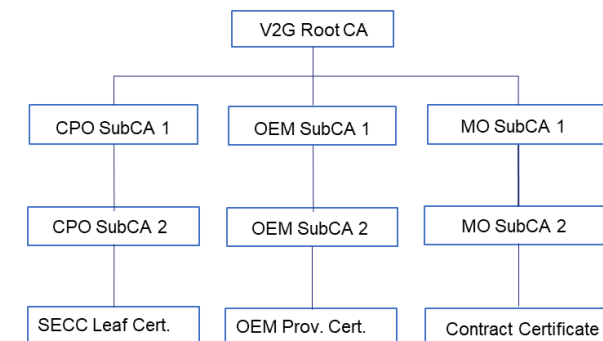 V2G Root CA
CPO SubCA 1
OEM SubCA 1
MO SubCA 1
CPO SubCA 2
OEM SubCA 2
MO SubCA 2
SECC Leaf Cert.
OEM Prov. Cert.
Contract Certificate